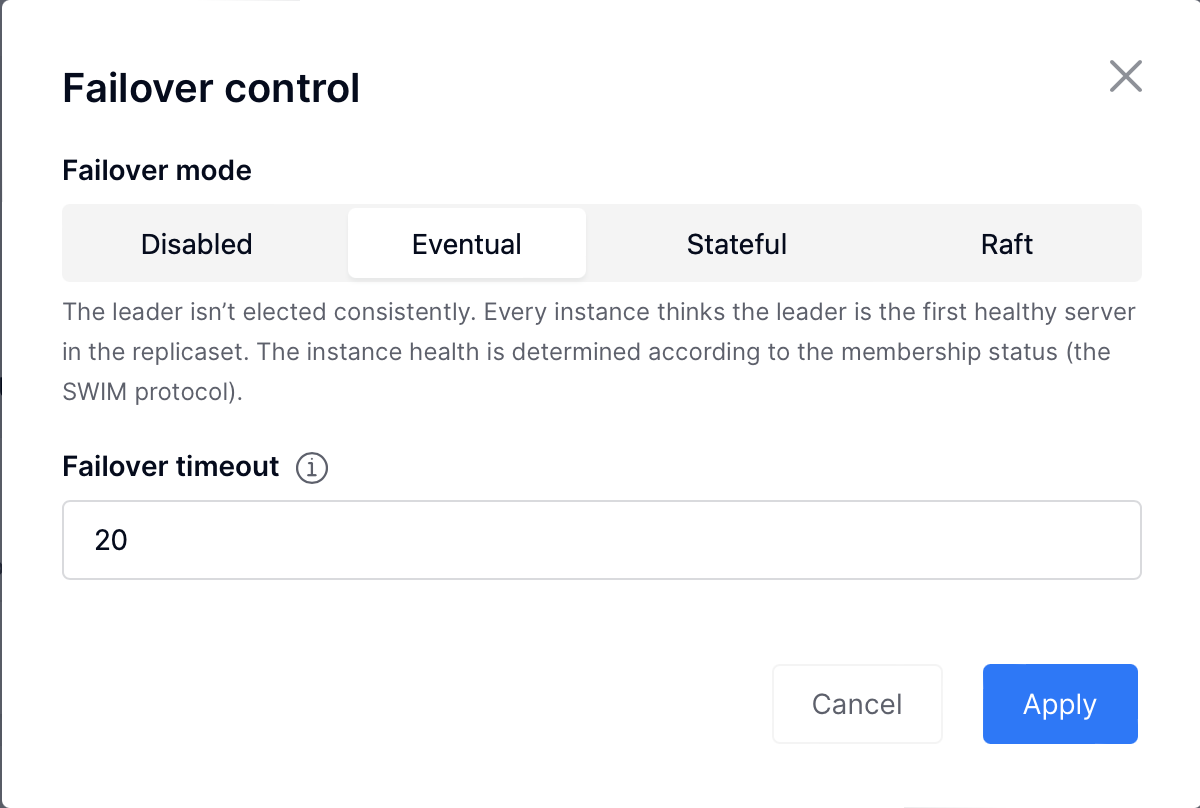 Failover control
Failover mode
Disabled Eventual Stateful Raft
The leader isn’t elected consistently. Every instance thinks the leader is the first healthy server
in the replicaset. The instance health is determined according to the membership status (the
SWIM protocol).
Failover timeout
20
Cancel Apply